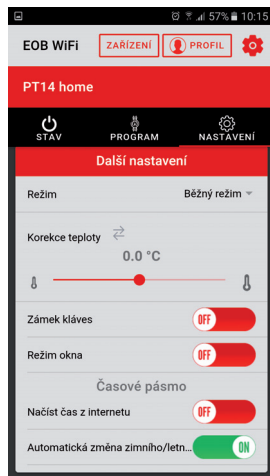 57% 10:15
EOB WiFi ZAŘÍZENÍ PROFIL
PT14 home
STAV PROGRAM NASTAVENÍ
Další nastavení
Režim Běžný režim
Korekce teploty
0.0 °C
Zámek kláves OFF
Režim okna OFF
Časové pásmo
Načíst čas z internetu OFF
Automatická změna zimního/letn... ON